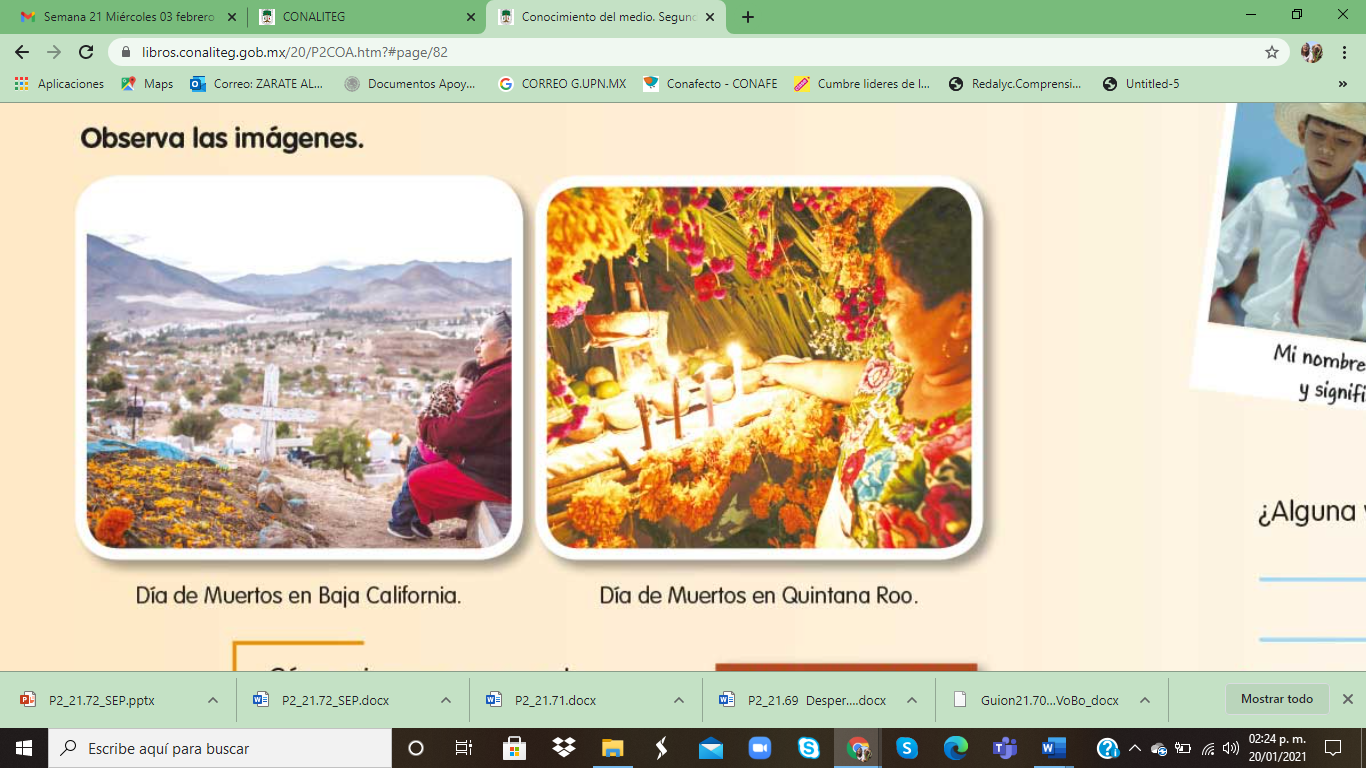 Semana 21 Miércoles 03 febrero
CONALITEG
Conocimiento del medio. Segund
libros.conaliteg.gob.mx/20/P2COA.htm?#page/82
Aplicaciones
Maps
Correo: ZARATE AL...
Documentos Apoy...
CORREO G.UPN.MX
Conafecto - CONAFE
Cumbre lideres de l...
Redalyc.Comprensi...
Untitled-5
»
Observa las imágenes.
Mi nombre
y signifi
¿Alguna
Día de Muertos en Baja California.
Día de Muertos en Quintana Roo.
P2_21.72_SEP.pptx
P2_21.72_SEP.docx
P2_21.71.docx
P2_21.69 Desper....docx
Guion21.70...VoBo_docx
Mostrar todo
Escribe aquí para buscar
02:24 p. m.
20/01/2021